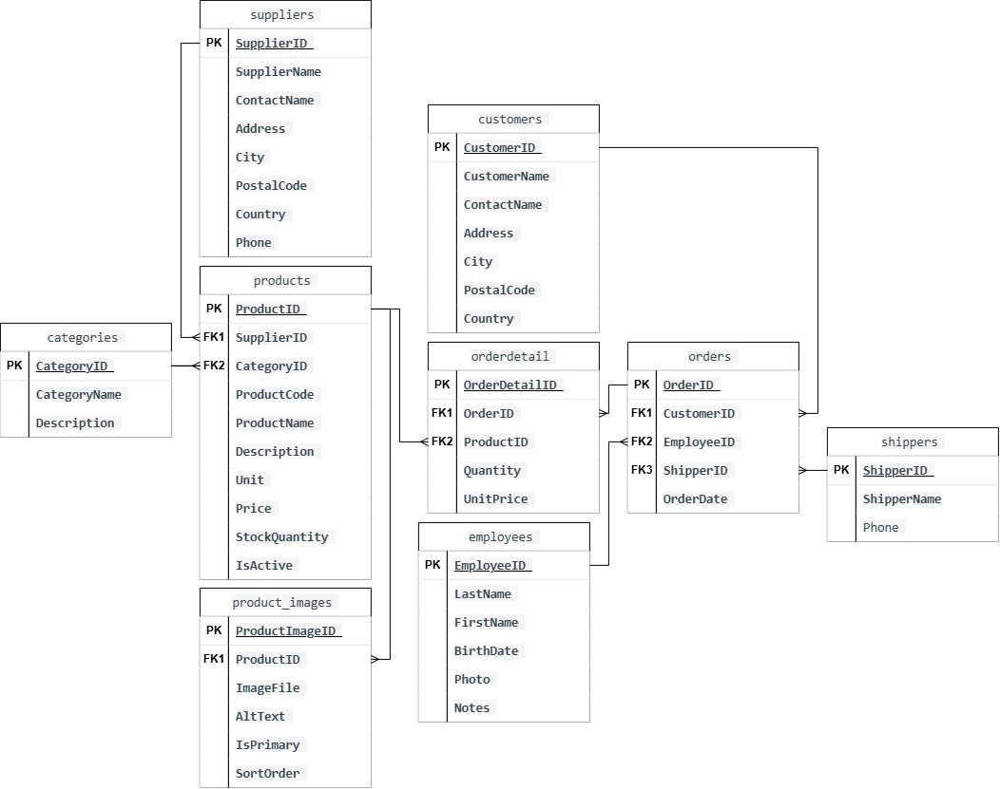 suppliers
PK SupplierID
SupplierName
ContactName
Address
City
PostalCode
Country
Phone
products
PK ProductID
FK1 SupplierID
FK2 CategoryID
ProductCode
ProductName
Description
Unit
Price
StockQuantity
IsActive
categories
PK CategoryID
CategoryName
Description
product_images
PK ProductImageID
FK1 ProductID
ImageFile
AltText
IsPrimary
SortOrder
customers
PK CustomerID
CustomerName
ContactName
Address
City
PostalCode
Country
orderdetail
PK OrderDetailID
FK1 OrderID
FK2 ProductID
Quantity
UnitPrice
employees
PK EmployeeID
LastName
FirstName
BirthDate
Photo
Notes
orders
PK OrderID
FK1 CustomerID
FK2 EmployeeID
FK3 ShipperID
OrderDate
shippers
PK ShipperID
ShipperName
Phone